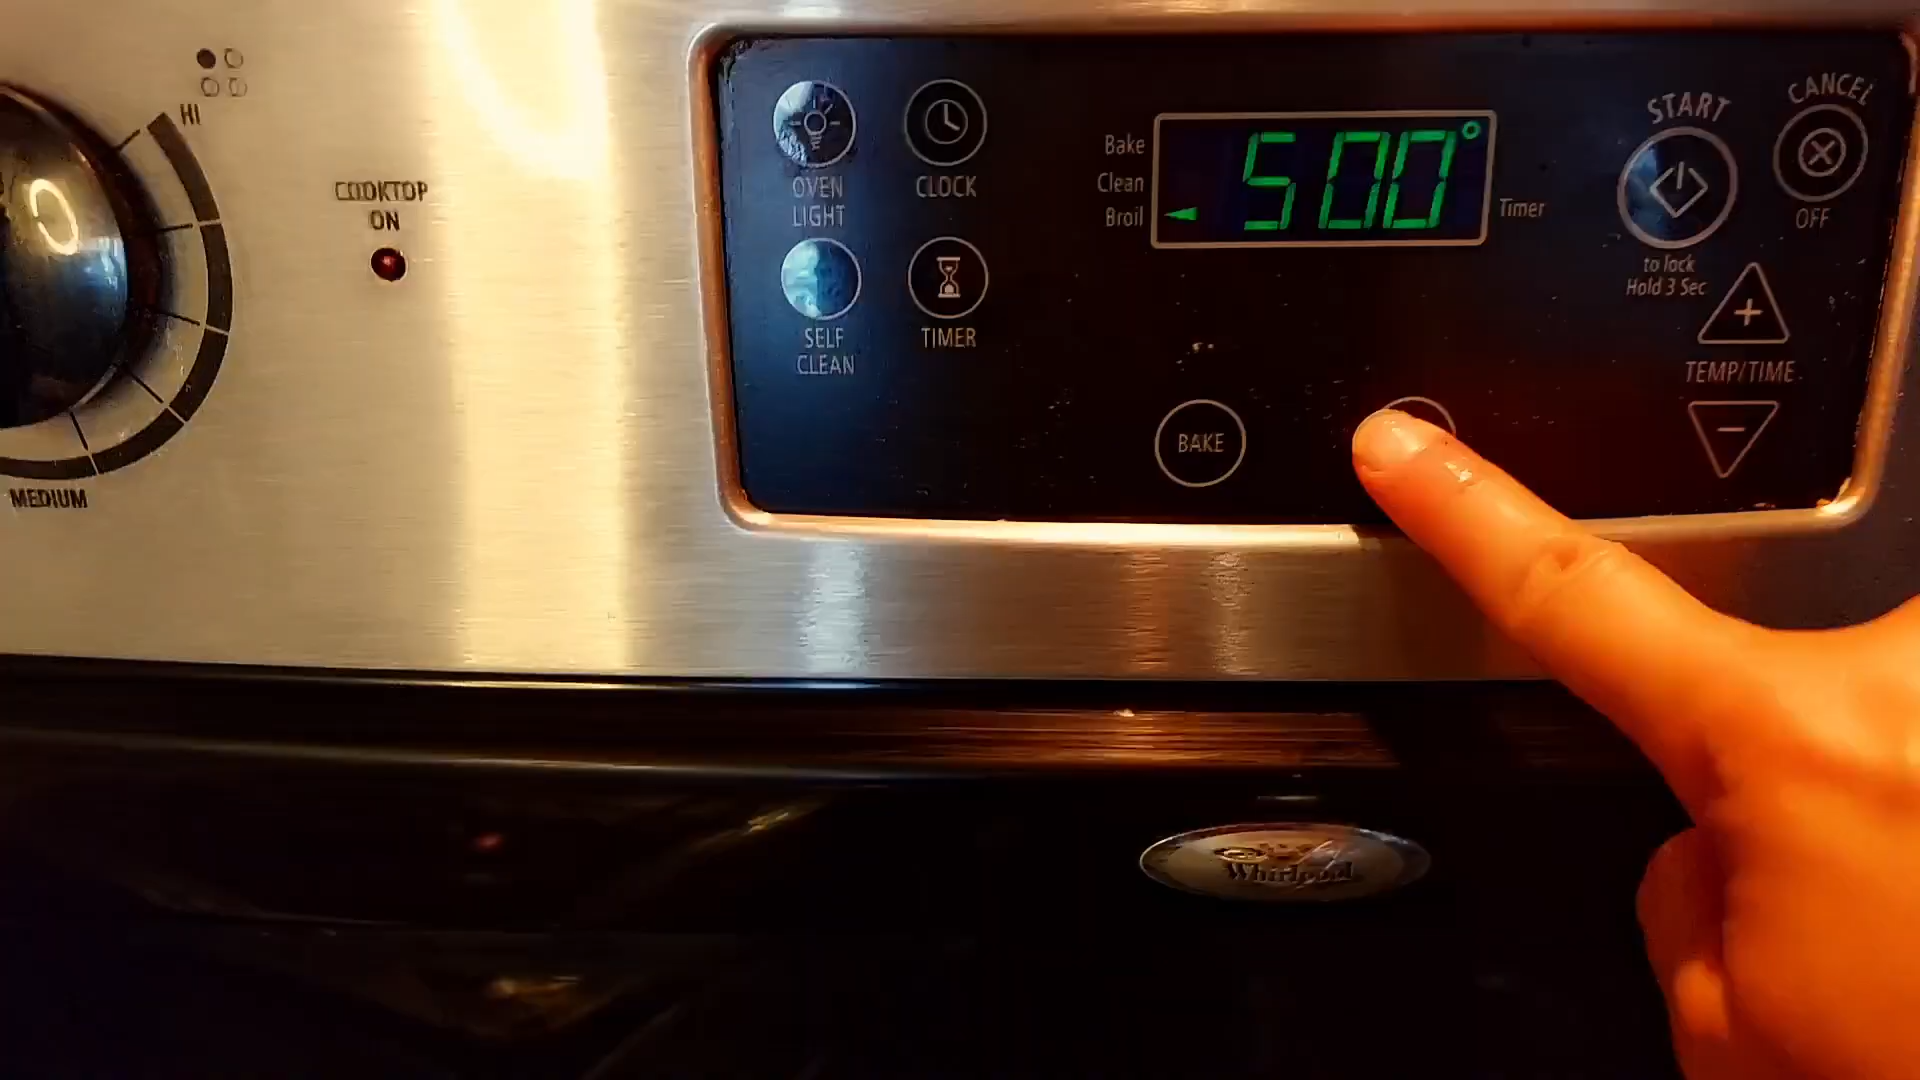 HI
COOKTOP
ON
MEDIUM
OVEN
LIGHT
CLOCK
SELF
CLEAN
TIMER
Bake
Clean
Broil
500°
Timer
START
to lock
Hold 3 Sec
CANCEL
OFF
TEMP/TIME
BAKE
Whirlpool